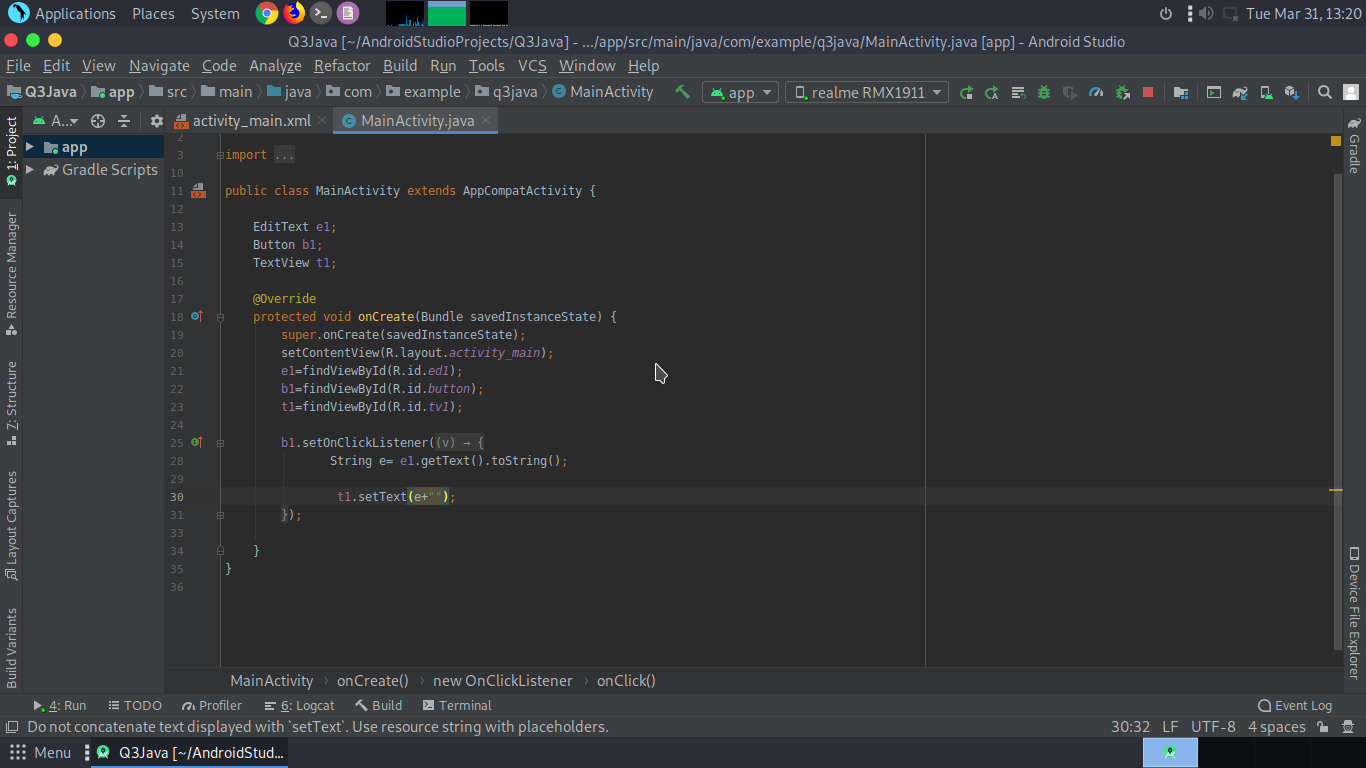 Applications Places System Tue Mar 31, 13:20
Q3Java [~/AndroidStudioProjects/Q3Java] - .../app/src/main/java/com/example/q3java/MainActivity.java [app] - Android Studio
File Edit View Navigate Code Analyze Refactor Build Run Tools VCS Window Help
Q3Java app src main java com example q3java MainActivity app realme RMX1911
1: Project
Resource Manager
Z: Structure
Layout Captures
Build Variants
A...
app
Gradle Scripts
activity_main.xml MainActivity.java
2
3 import ...
10
11 public class MainActivity extends AppCompatActivity {
12
13 EditText e1;
14 Button b1;
15 TextView t1;
16
17 @Override
18 protected void onCreate(Bundle savedInstanceState) {
19 super.onCreate(savedInstanceState);
20 setContentView(R.layout.activity_main);
21 e1=findViewById(R.id.ed1);
22 b1=findViewById(R.id.button);
23 t1=findViewById(R.id.tv1);
24
25 b1.setOnClickListener((v) → {
28 String e= e1.getText().toString();
29
30 t1.setText(e+"");
31 });
33
34 }
35 }
36
Gradle
Device File Explorer
MainActivity onCreate() new OnClickListener onClick()
4: Run TODO Profiler 6: Logcat Build Terminal Event Log
Do not concatenate text displayed with `setText`. Use resource string with placeholders. 30:32 LF UTF-8 4 spaces
Menu Q3Java [~/AndroidStud...